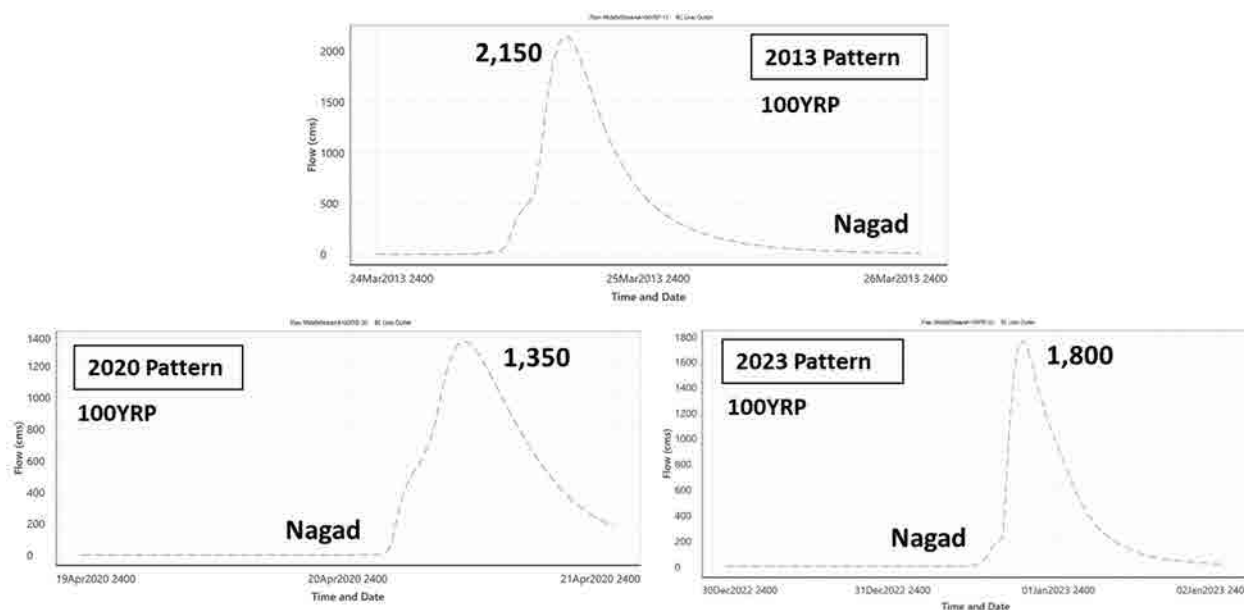 2,150
2013 Pattern
100YRP
Nagad
Flow (cms)
2000
1500
1000
500
0
24Mar2013 2400
25Mar2013 2400
26Mar2013 2400
Time and Date
2020 Pattern
1,350
100YRP
Nagad
Flow (cms)
1400
1200
1000
800
600
400
200
0
19Apr2020 2400
20Apr2020 2400
21Apr2020 2400
Time and Date
2023 Pattern
1,800
100YRP
Nagad
Flow (cms)
1800
1600
1400
1200
1000
800
600
400
200
0
30Dec2022 2400
31Dec2022 2400
01Jan2023 2400
02Jan2023 2400
Time and Date